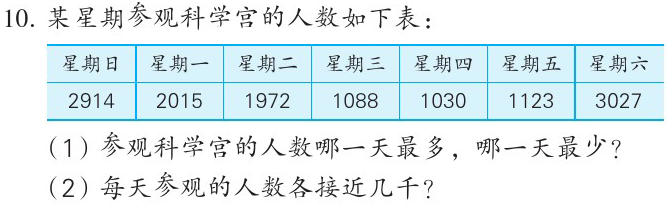 10. 某星期参观科学宫的人数如下表：
星期日 星期一 星期二 星期三 星期四 星期五 星期六
2914 2015 1972 1088 1030 1123 3027
（1）参观科学宫的人数哪一天最多，哪一天最少？
（2）每天参观的人数各接近几千？